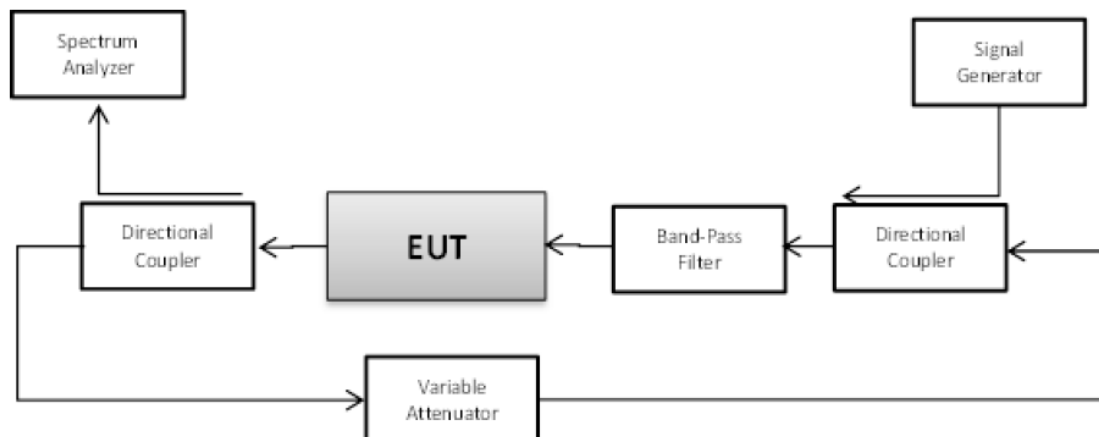 Spectrum
Analyzer
Signal
Generator
Directional
Coupler
EUT
Band-Pass
Filter
Directional
Coupler
Variable
Attenuator